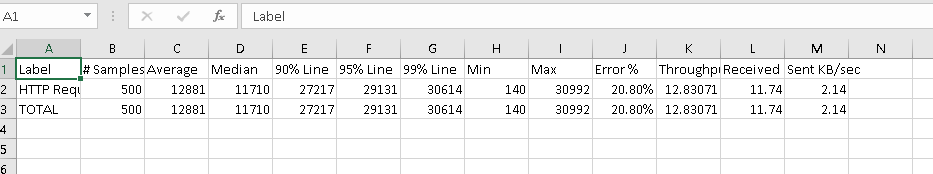 A1 fx Label
A B C D E F G H I J K L M N
1 Label # Samples Average Median 90% Line 95% Line 99% Line Min Max Error % Throughpu Received Sent KB/sec
2 HTTP Requ 500 12881 11710 27217 29131 30614 140 30992 20.80% 12.83071 11.74 2.14
3 TOTAL 500 12881 11710 27217 29131 30614 140 30992 20.80% 12.83071 11.74 2.14
4
5
6